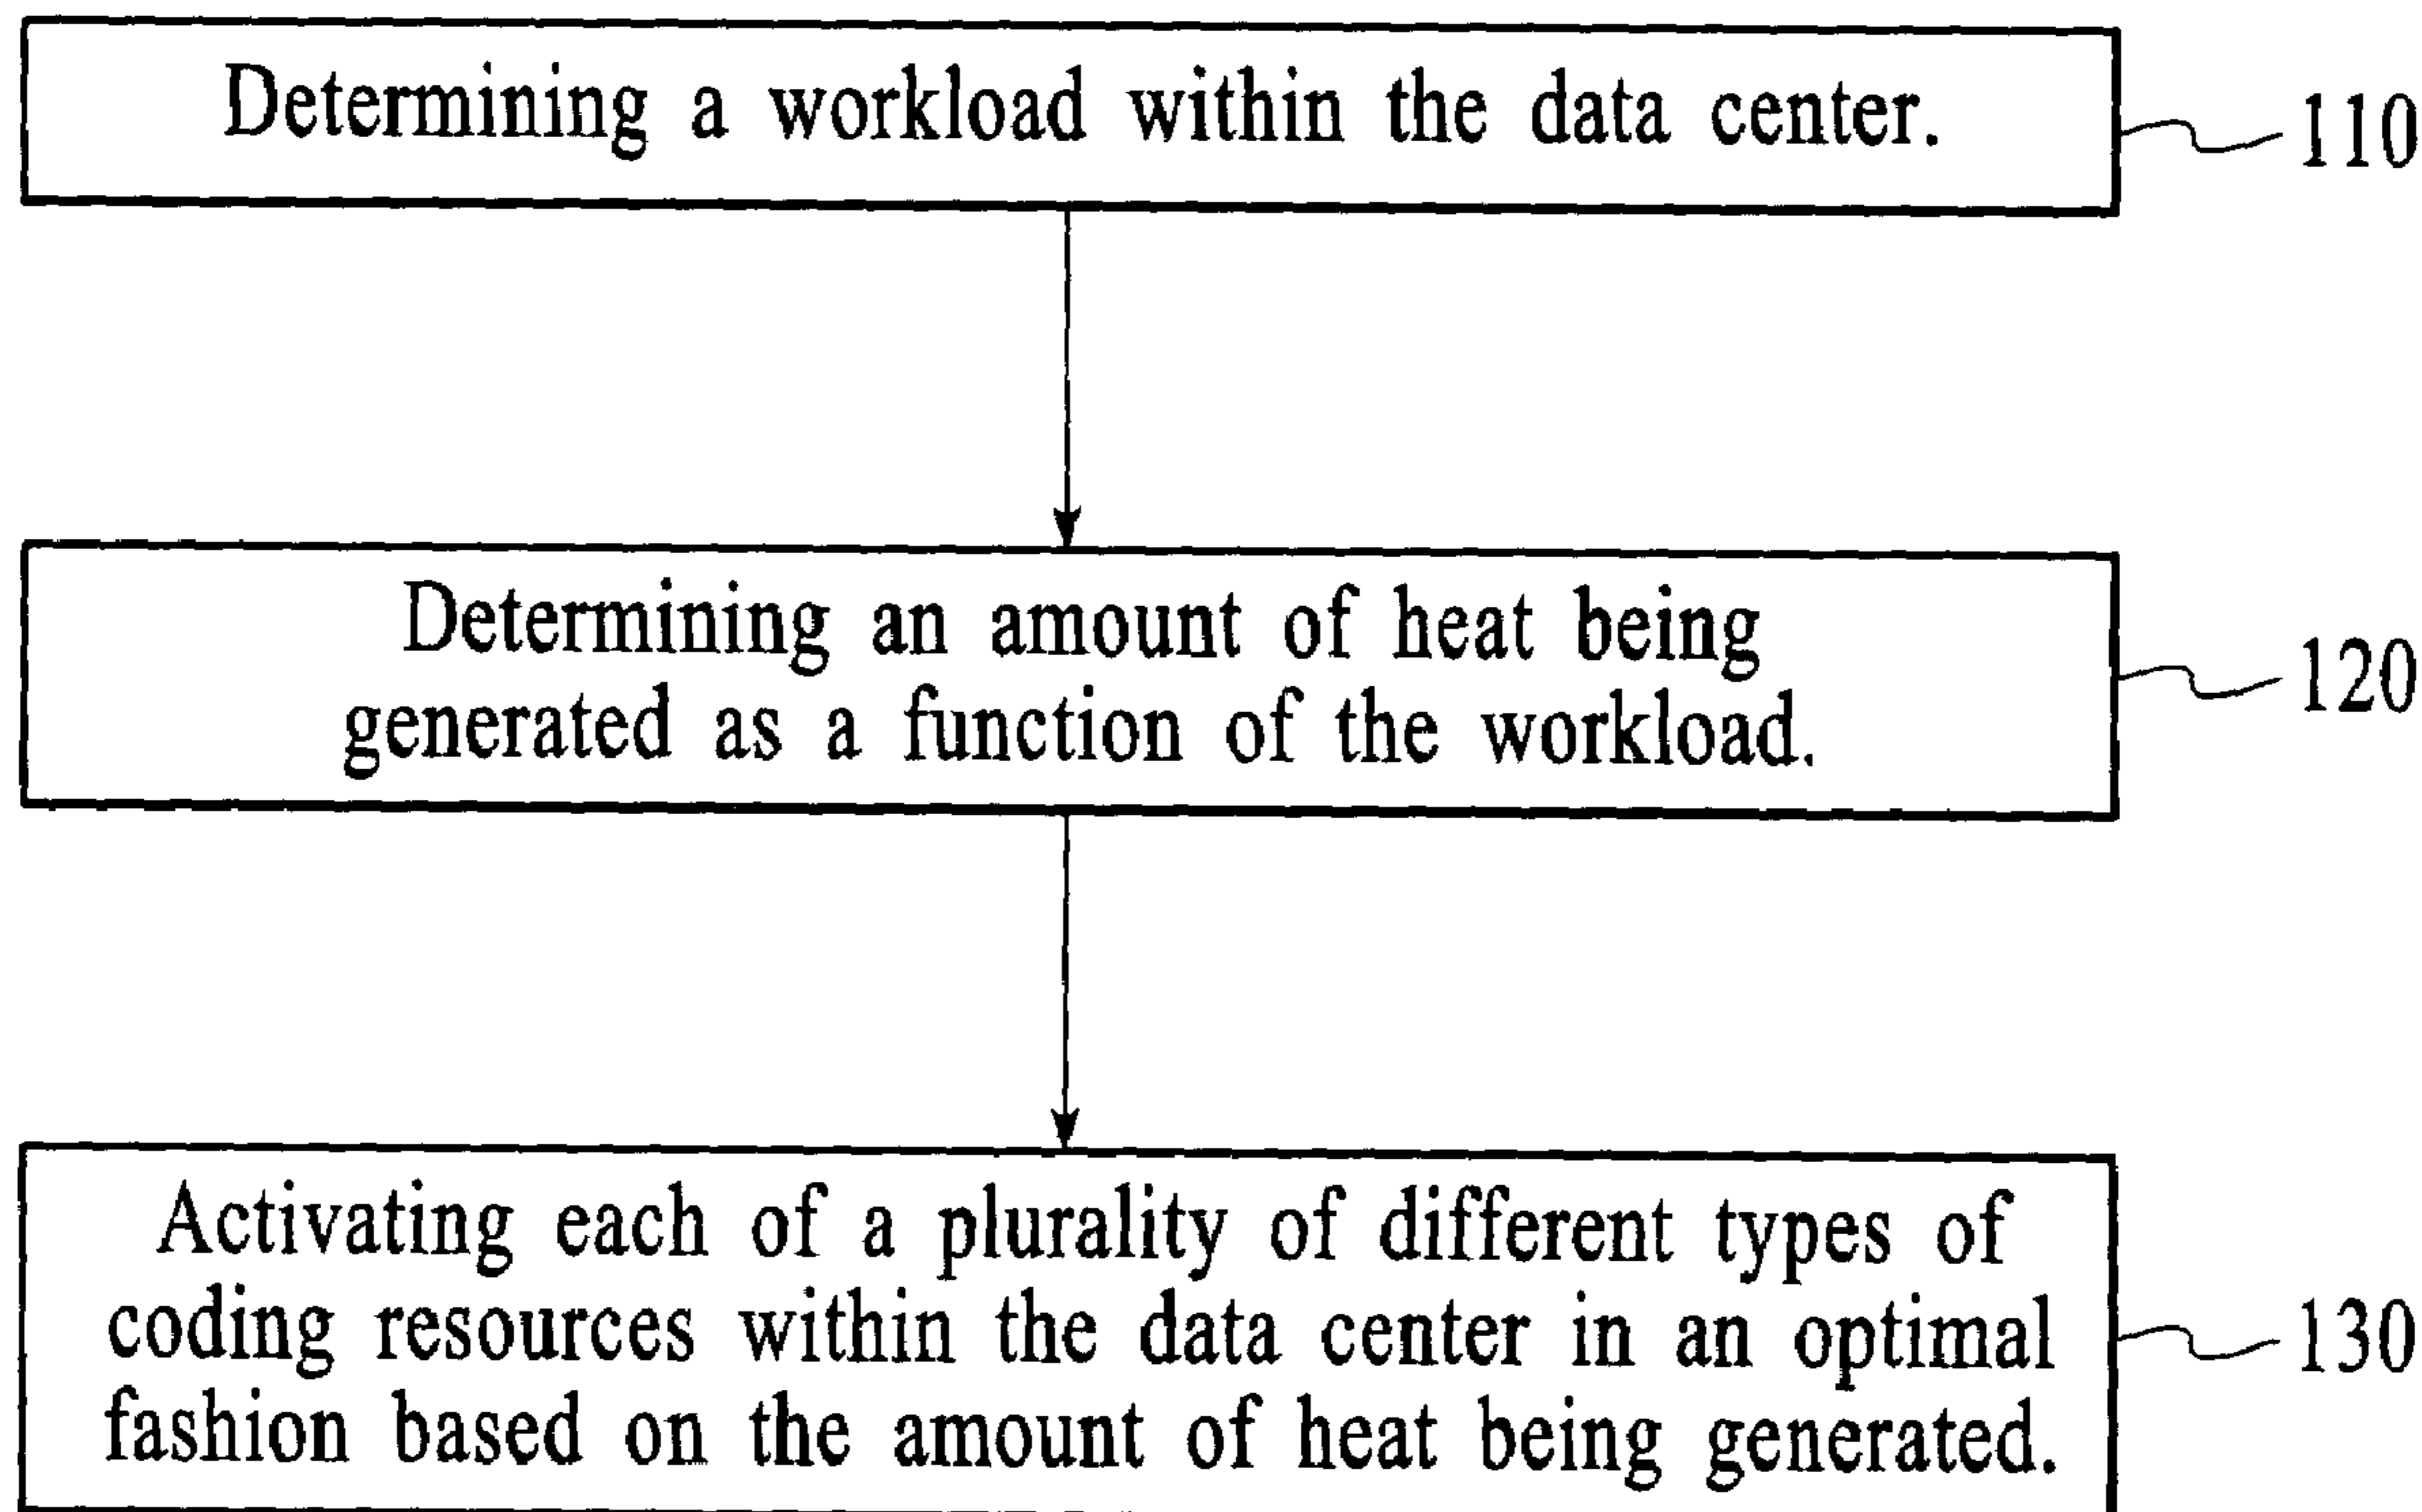 Determining a workload within the data center.
110
Determining an amount of heat being
generated as a function of the workload.
120
Activating each of a plurality of different types of
coding resources within the data center in an optimal
fashion based on the amount of heat being generated.
130